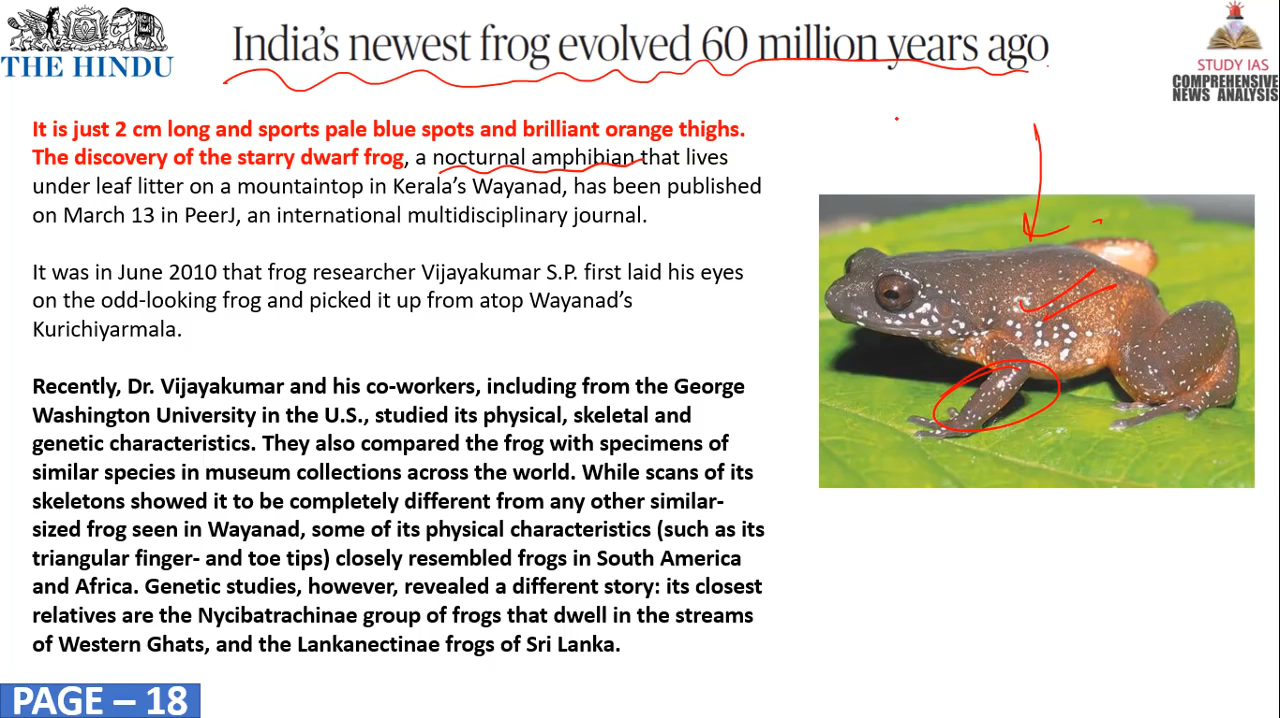 THE HINDU
India's newest frog evolved 60 million years ago
STUDY IAS
COMPREHENSIVE
NEWS ANALYSIS
It is just 2 cm long and sports pale blue spots and brilliant orange thighs.
The discovery of the starry dwarf frog, a nocturnal amphibian that lives
under leaf litter on a mountaintop in Kerala's Wayanad, has been published
on March 13 in PeerJ, an international multidisciplinary journal.
It was in June 2010 that frog researcher Vijayakumar S.P. first laid his eyes
on the odd-looking frog and picked it up from atop Wayanad's
Kurichiyarmala.
Recently, Dr. Vijayakumar and his co-workers, including from the George
Washington University in the U.S., studied its physical, skeletal and
genetic characteristics. They also compared the frog with specimens of
similar species in museum collections across the world. While scans of its
skeletons showed it to be completely different from any other similar-
sized frog seen in Wayanad, some of its physical characteristics (such as its
triangular finger- and toe tips) closely resembled frogs in South America
and Africa. Genetic studies, however, revealed a different story: its closest
relatives are the Nycibatrachinae group of frogs that dwell in the streams
of Western Ghats, and the Lankanectinae frogs of Sri Lanka.
PAGE – 18